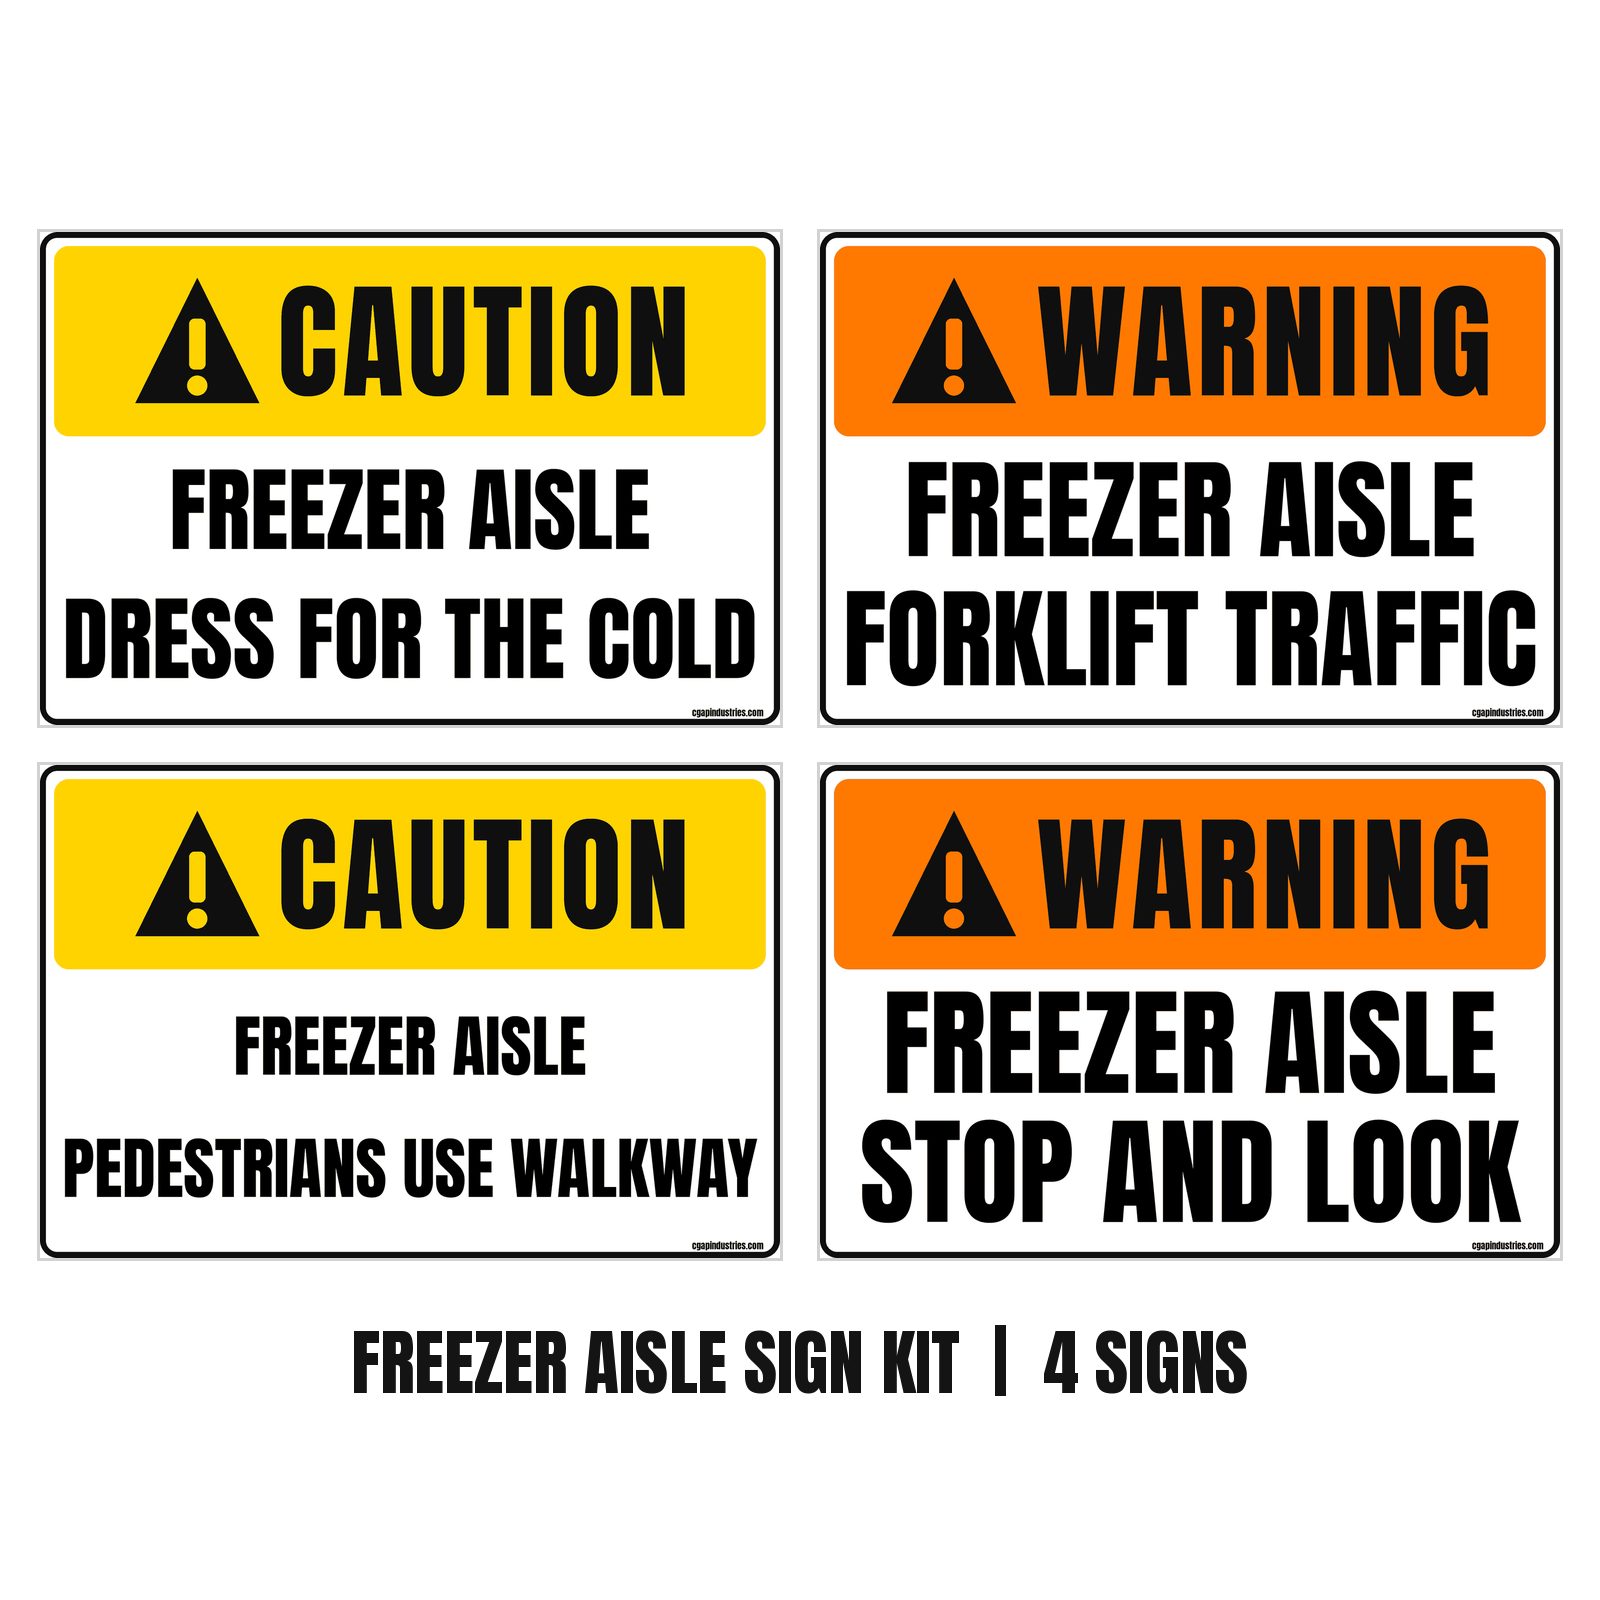 CAUTION
FREEZER AISLE
DRESS FOR THE COLD
cgapindustries.com
WARNING
FREEZER AISLE
FORKLIFT TRAFFIC
cgapindustries.com
CAUTION
FREEZER AISLE
PEDESTRIANS USE WALKWAY
cgapindustries.com
WARNING
FREEZER AISLE
STOP AND LOOK
cgapindustries.com
FREEZER AISLE SIGN KIT | 4 SIGNS